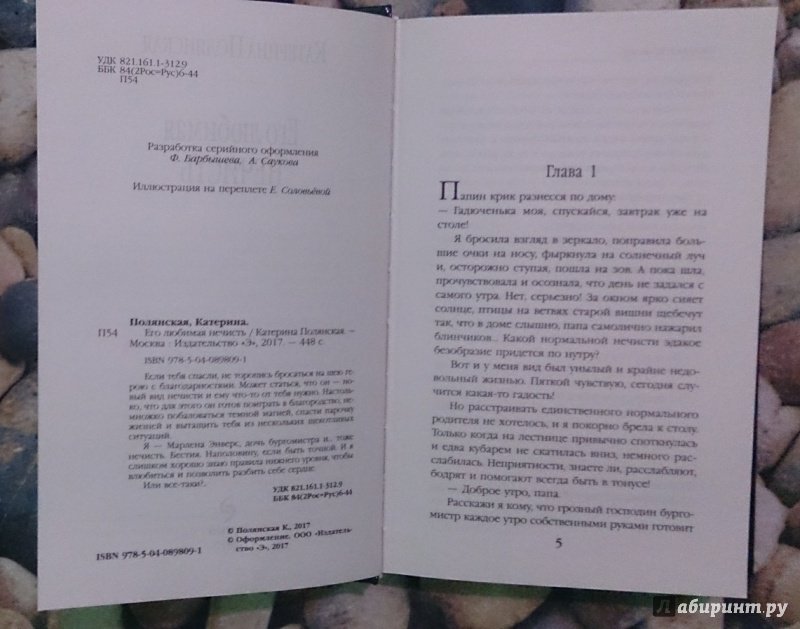 УДК 821.161.1-312.9
ББК 84(2Рос=Рус)6-44
П54
Разработка серийного оформления
Ф. Барбышева, А. Саукова
Иллюстрация на переплете Е. Соловьёвой
Полянская, Катерина.
П54 Его любимая нечисть / Катерина Полянская. –
Москва : Издательство «Э», 2017. — 448 с.
ISBN 978-5-04-089809-1
Если тебя спасли, не торопись бросаться на шею ге-
рою с благодарностями. Может статься, что он — но-
вый вид нечисти и ему что-то от тебя нужно. Настоль-
ко, что для этого он готов поиграть в благородство, не-
множко побаловаться темной магией, спасти парочку
жизней и вытащить тебя из нескольких щекотливых
ситуаций.
Я — Марлена Энверс, дочь бургомистра и... тоже
нечисть. Бестия. Наполовину, если быть точной. И я
слишком хорошо знаю правила нижнего уровня, чтобы
влюбиться и позволить разбить себе сердце.
Или все-таки?..
УДК 821.161.1-312.9
ББК 84(2Рос=Рус)6-44
© Полянская К., 2017
© Оформление. ООО «Издатель-
ство «Э», 2017
ISBN 978-5-04-089809-1
КАТЕРИНА ПОЛЯНСКАЯ
Глава 1
Папин крик разнесся по дому:
— Гадюченька моя, спускайся, завтрак уже на
столе!
Я бросила взгляд в зеркало, поправила боль-
шие очки на носу, фыркнула на солнечный луч
и, осторожно ступая, пошла на зов. А пока шла,
прочувствовала и осознала, что день не задался с
самого утра. Нет, серьезно! За окном ярко сияет
солнце, птицы на ветвях старой вишни щебечут
так, что в доме слышно, папа самолично нажарил
блинчиков... Какой нормальной нечисти эдакое
безобразие придется по нутру?
Вот и у меня вид был унылый и крайне недо-
вольный жизнью. Пяткой чувствую, сегодня слу-
чится какая-то гадость!
Но расстраивать единственного нормального
родителя не хотелось, и я покорно брела к столу.
Только когда на лестнице привычно споткнулась
и едва кубарем не скатилась вниз, немного рас-
слабилась. Неприятности, знаете ли, расслабляют,
бодрят и помогают всегда быть в тонусе!
— Доброе утро, папа.
Расскажи я кому, что грозный господин бурго-
мистр каждое утро собственными руками готовит
5
Лабиринт.ру